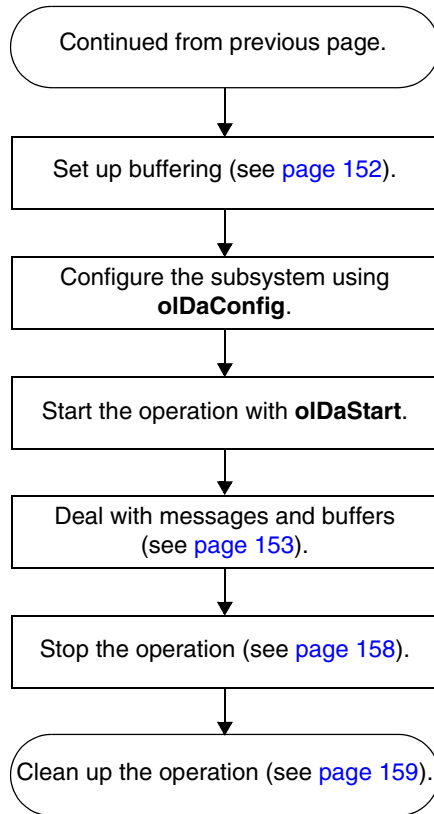 Continued from previous page.
Set up buffering (see page 152).
Configure the subsystem using
olDaConfig.
Start the operation with olDaStart.
Deal with messages and buffers
(see page 153).
Stop the operation (see page 158).
Clean up the operation (see page 159).